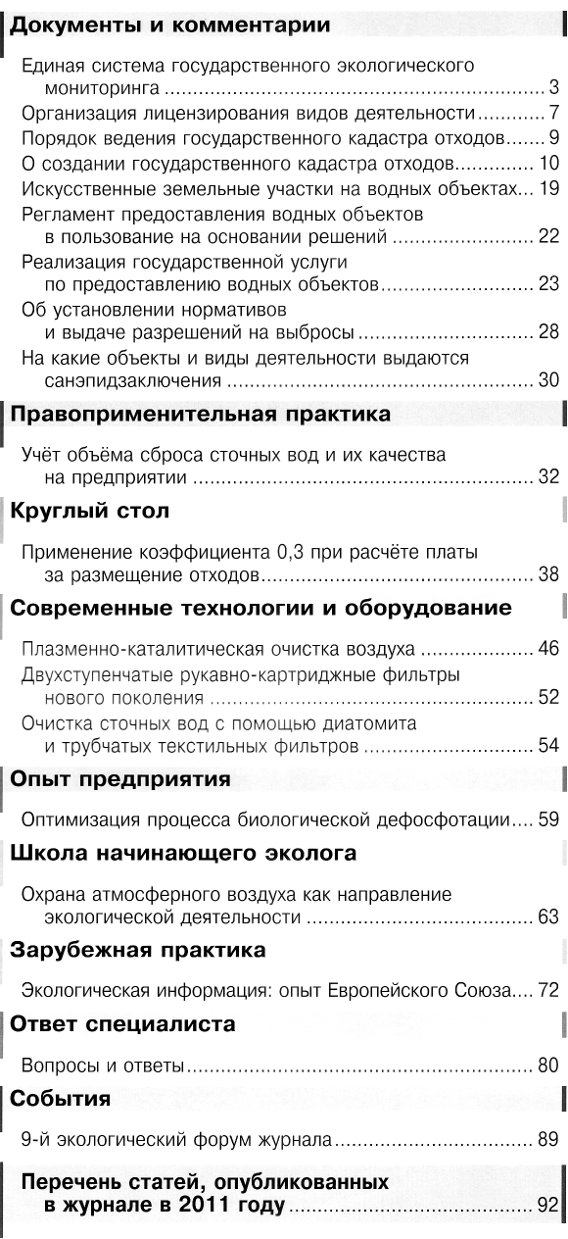 Документы и комментарии
Единая система государственного экологического
мониторинга ........ 3
Организация лицензирования видов деятельности ........ 7
Порядок ведения государственного кадастра отходов ....... 9
О создании государственного кадастра отходов ........ 10
Искусственные земельные участки на водных объектах ... 19
Регламент предоставления водных объектов
в пользование на основании решений ........ 22
Реализация государственной услуги
по предоставлению водных объектов ........ 23
Об установлении нормативов
и выдаче разрешений на выбросы ........ 28
На какие объекты и виды деятельности выдаются
санэпидзаключения ........ 30
Правоприменительная практика
Учёт объёма сброса сточных вод и их качества
на предприятии ........ 32
Круглый стол
Применение коэффициента 0,3 при расчёте платы
за размещение отходов ........ 38
Современные технологии и оборудование
Плазменно-каталитическая очистка воздуха ........ 46
Двухступенчатые рукавно-картриджные фильтры
нового поколения ........ 52
Очистка сточных вод с помощью диатомита
и трубчатых текстильных фильтров ........ 54
Опыт предприятия
Оптимизация процесса биологической дефосфотации .... 59
Школа начинающего эколога
Охрана атмосферного воздуха как направление
экологической деятельности ........ 63
Зарубежная практика
Экологическая информация: опыт Европейского Союза .... 72
Ответ специалиста
Вопросы и ответы ........ 80
События
9-й экологический форум журнала ........ 89
Перечень статей, опубликованных
в журнале в 2011 году ........ 92